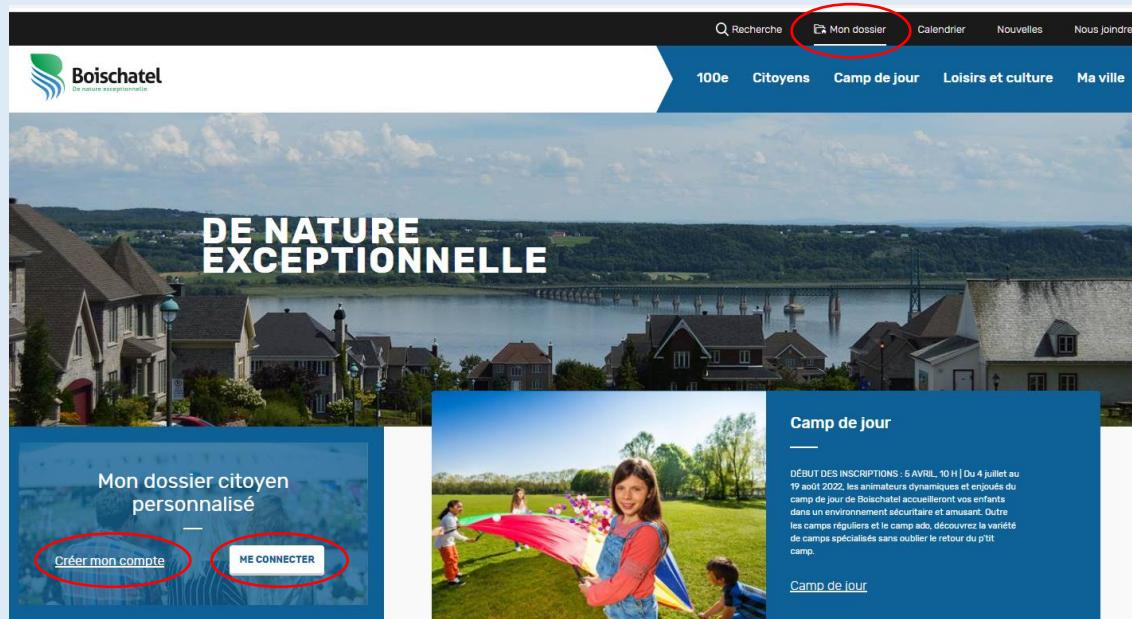 Recherche
Mon dossier
Calendrier
Nouvelles
Nous joindre
Boischatel
De nature exceptionnelle
100e
Citoyens
Camp de jour
Loisirs et culture
Ma ville
DE NATURE
EXCEPTIONNELLE
Mon dossier citoyen
personnalisé
Créer mon compte
ME CONNECTER
Camp de jour
DÉBUT DES INSCRIPTIONS : 5 AVRIL, 10 H | Du 4 juillet au
19 août 2022, les animateurs dynamiques et enjoués du
camp de jour de Boischatel accueilleront vos enfants
dans un environnement sécuritaire et amusant. Outre
les camps réguliers et le camp ado, découvrez la variété
de camps spécialisés sans oublier le retour du p'tit
camp.
Camp de jour